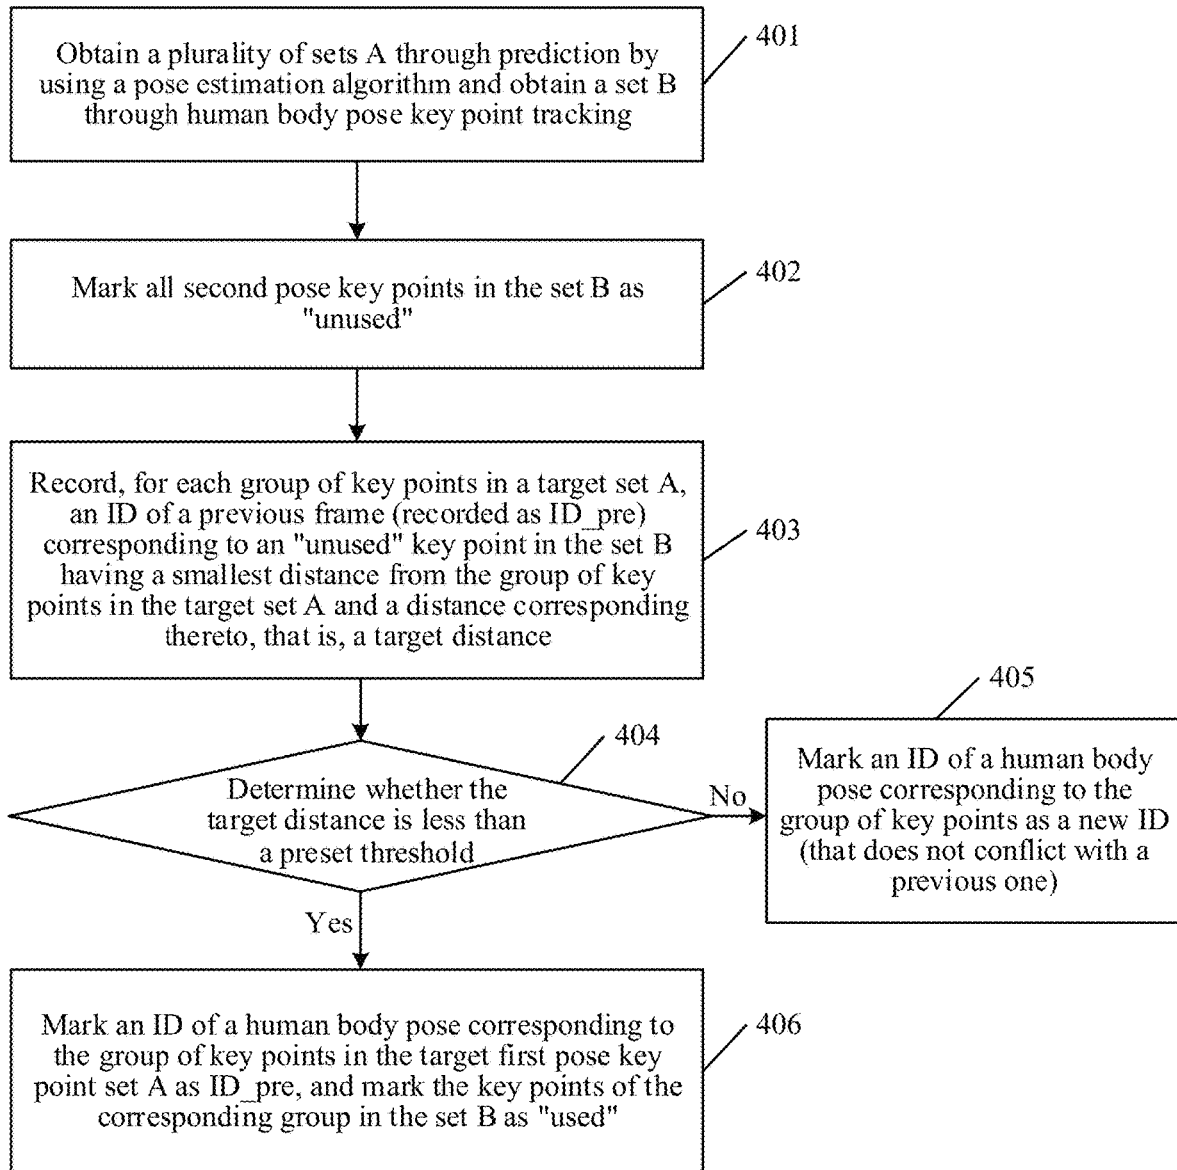 Obtain a plurality of sets A through prediction by
using a pose estimation algorithm and obtain a set B
through human body pose key point tracking
401
Mark all second pose key points in the set B as
"unused"
402
Record, for each group of key points in a target set A,
an ID of a previous frame (recorded as ID_pre)
corresponding to an "unused" key point in the set B
having a smallest distance from the group of key
points in the target set A and a distance corresponding
thereto, that is, a target distance
403
Determine whether the
target distance is less than
a preset threshold
404
No
Mark an ID of a human body
pose corresponding to the
group of key points as a new ID
(that does not conflict with a
previous one)
405
Yes
Mark an ID of a human body pose corresponding to
the group of key points in the target first pose key
point set A as ID_pre, and mark the key points of the
corresponding group in the set B as "used"
406